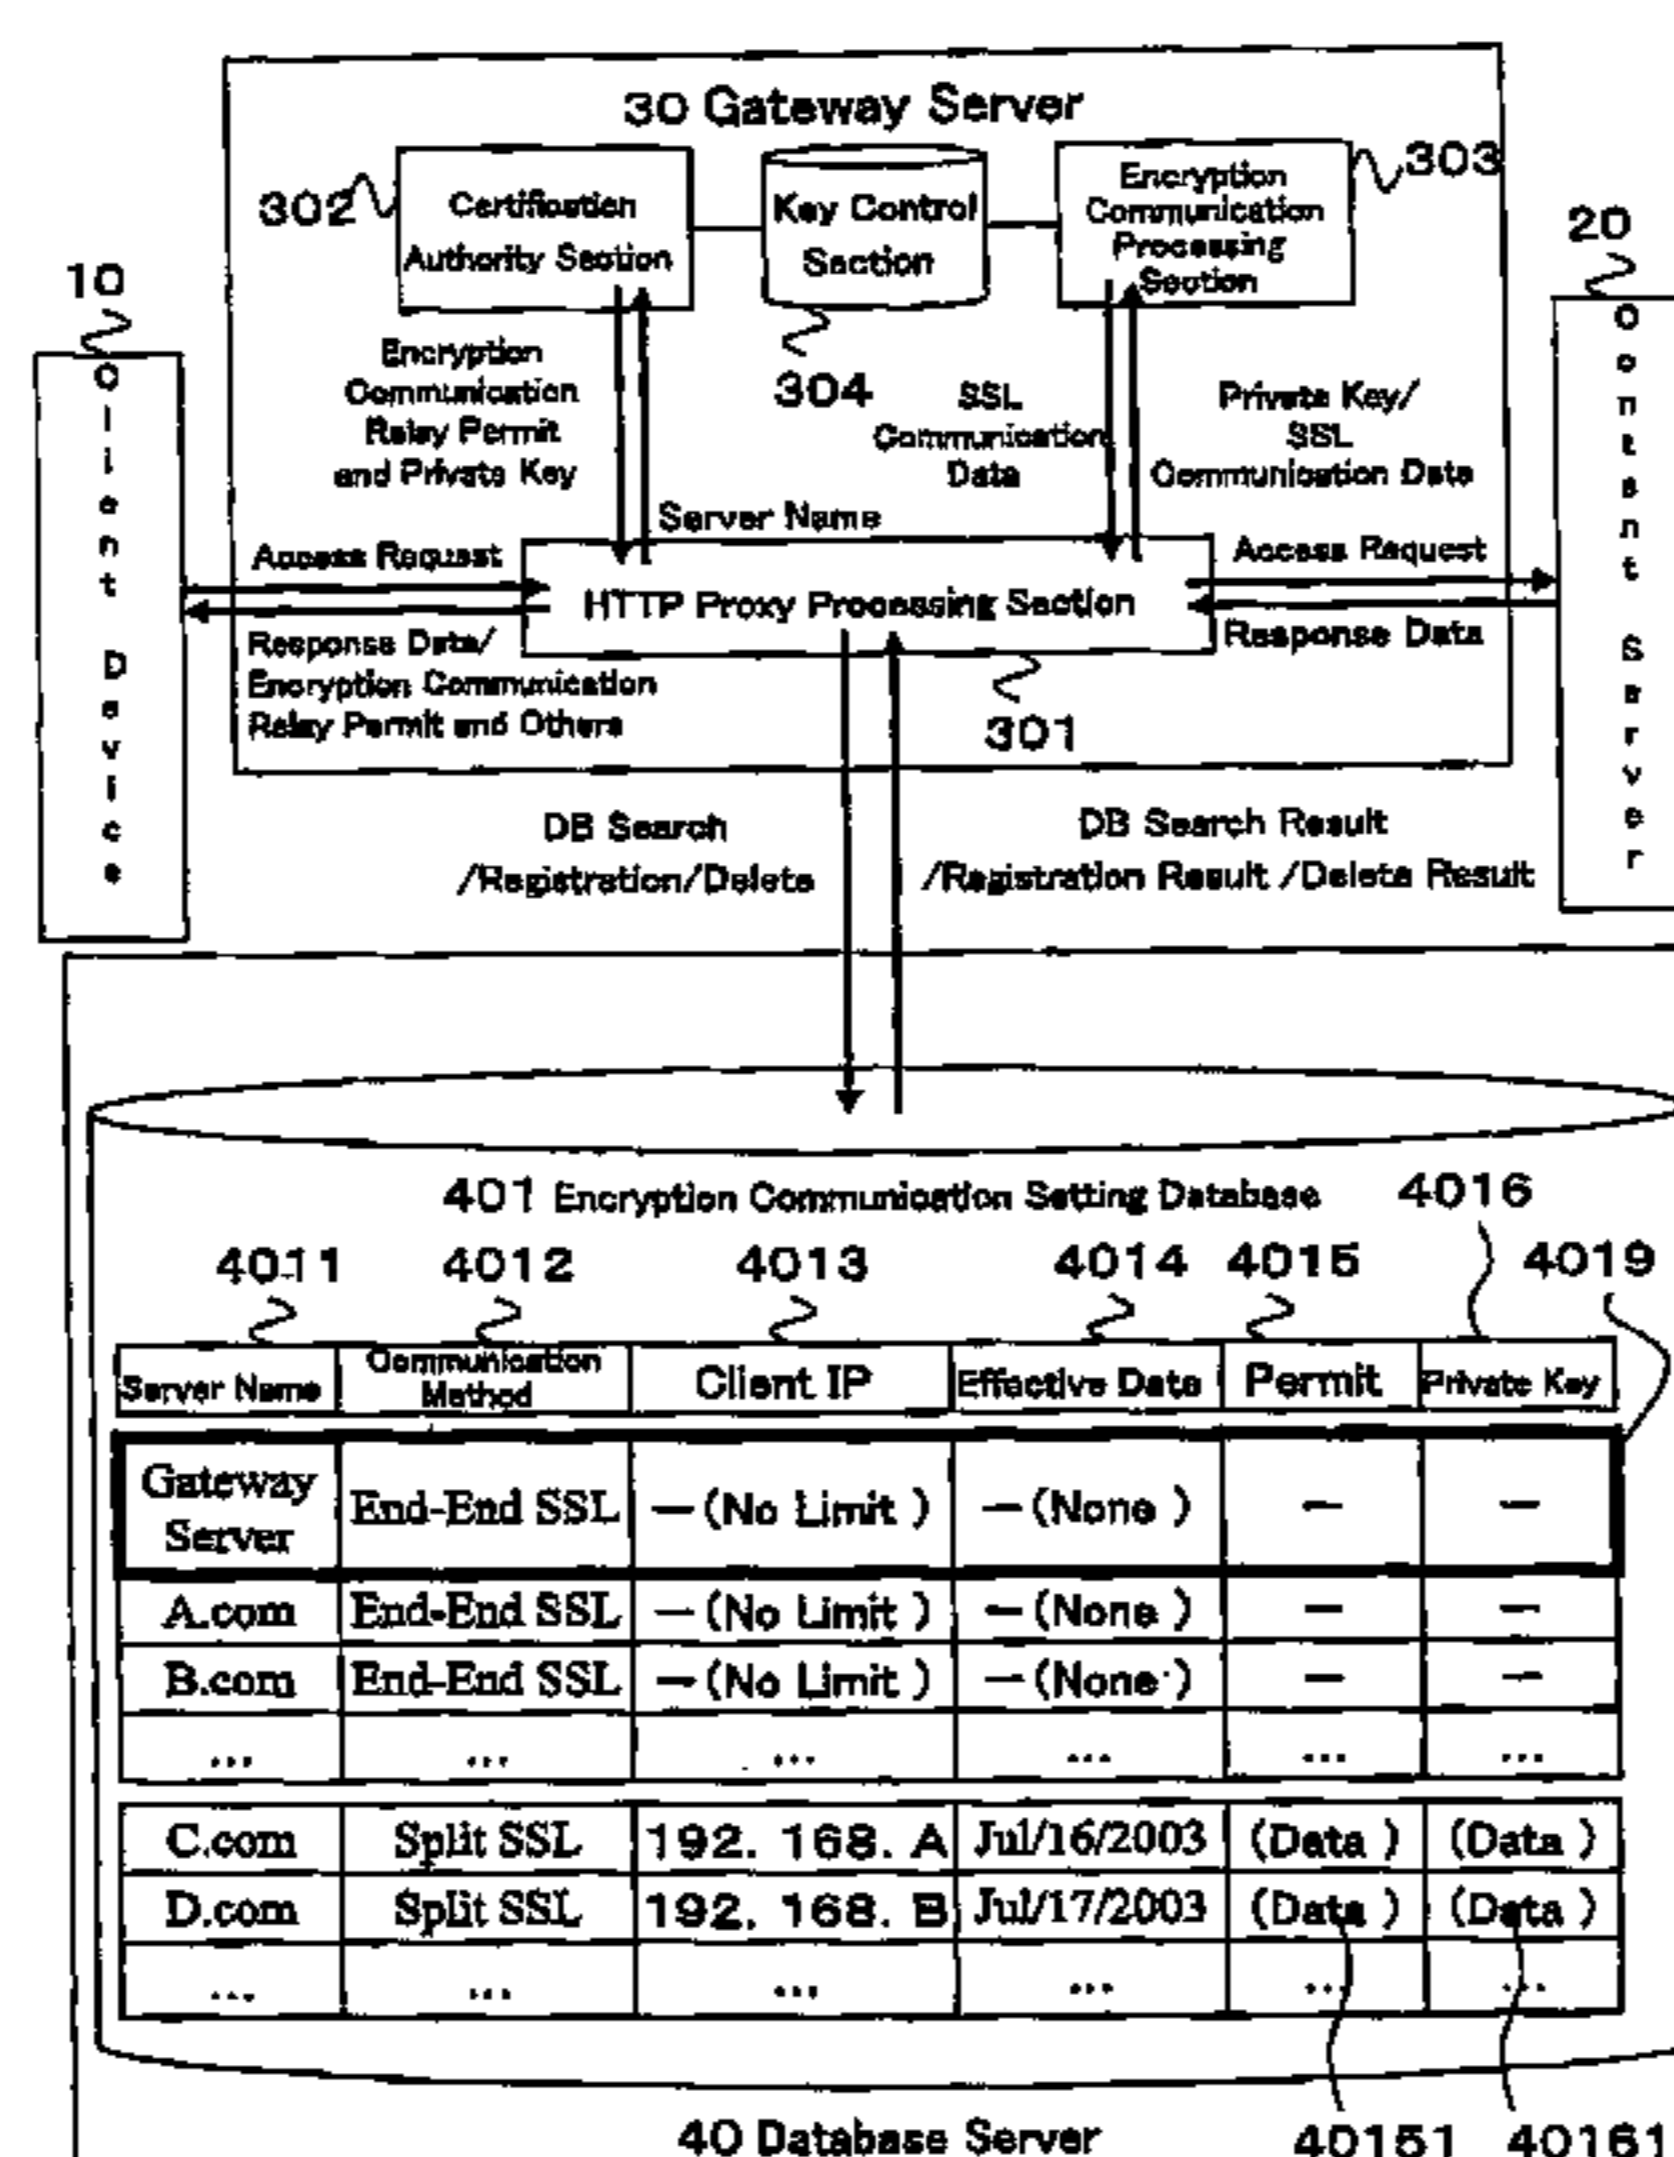 30 Gateway Server
302
Certification
Authority Section
Key Control
Section
Encryption
Communication
Processing
Section
303
304
10
Client Device
20
Content Server
Encryption
Communication
Relay Permit
and Private Key
Server Name
SSL
Communication
Data
Private Key/
SSL
Communication Data
Access Request
HTTP Proxy Processing Section
Access Request
Response Data/
Encryption Communication
Relay Permit and Others
Response Data
301
DB Search
/Registration/Delete
DB Search Result
/Registration Result /Delete Result
401 Encryption Communication Setting Database
4016
4011 4012 4013 4014 4015 4019
Server Name Communication Method Client IP Effective Date Permit Private Key
Gateway Server End-End SSL —(No Limit ) —(None ) — —
A.com End-End SSL —(No Limit ) —(None ) — —
B.com End-End SSL —(No Limit ) —(None ) — —
... ... ... ... ... ...
C.com Split SSL 192. 168. A Jul/16/2003 (Data ) (Data )
D.com Split SSL 192. 168. B Jul/17/2003 (Data ) (Data )
... ... ... ... ... ...
40 Database Server
40151 40161